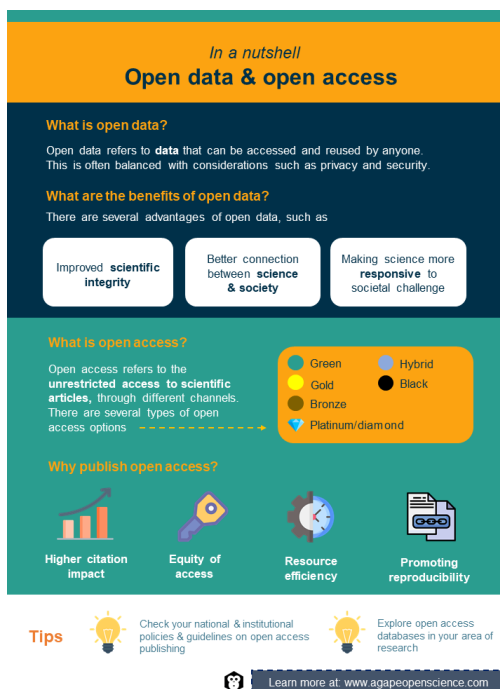 In a nutshell
Open data & open access
What is open data?
Open data refers to data that can be accessed and reused by anyone.
This is often balanced with considerations such as privacy and security.
What are the benefits of open data?
There are several advantages of open data, such as
Improved scientific
integrity
Better connection
between science
& society
Making science more
responsive to
societal challenge
What is open access?
Open access refers to the
unrestricted access to scientific
articles, through different channels.
There are several types of open
access options
Green
Gold
Bronze
Platinum/diamond
Hybrid
Black
Why publish open access?
Higher citation
impact
Equity of
access
Resource
efficiency
Promoting
reproducibility
Tips
Check your national & institutional
policies & guidelines on open access
publishing
Explore open access
databases in your area of
research
Learn more at: www.agapeopenscience.com